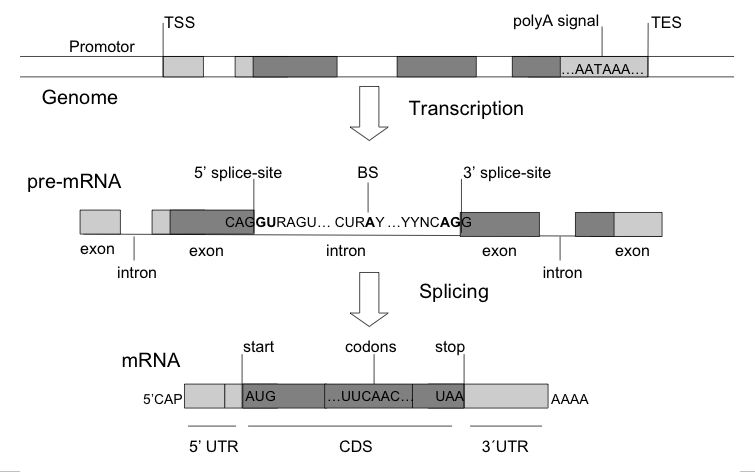 TSS
polyA signal
TES
Promotor
...AATAAA...
Genome
Transcription
5' splice-site
BS
3' splice-site
pre-mRNA
CAGGURAGU... CURAY...YYNCAGG
exon
exon
intron
exon
exon
intron
intron
Splicing
start
codons
stop
mRNA
5'CAP
AUG
...UUCAAC...
UAA
AAAA
5' UTR
CDS
3´UTR